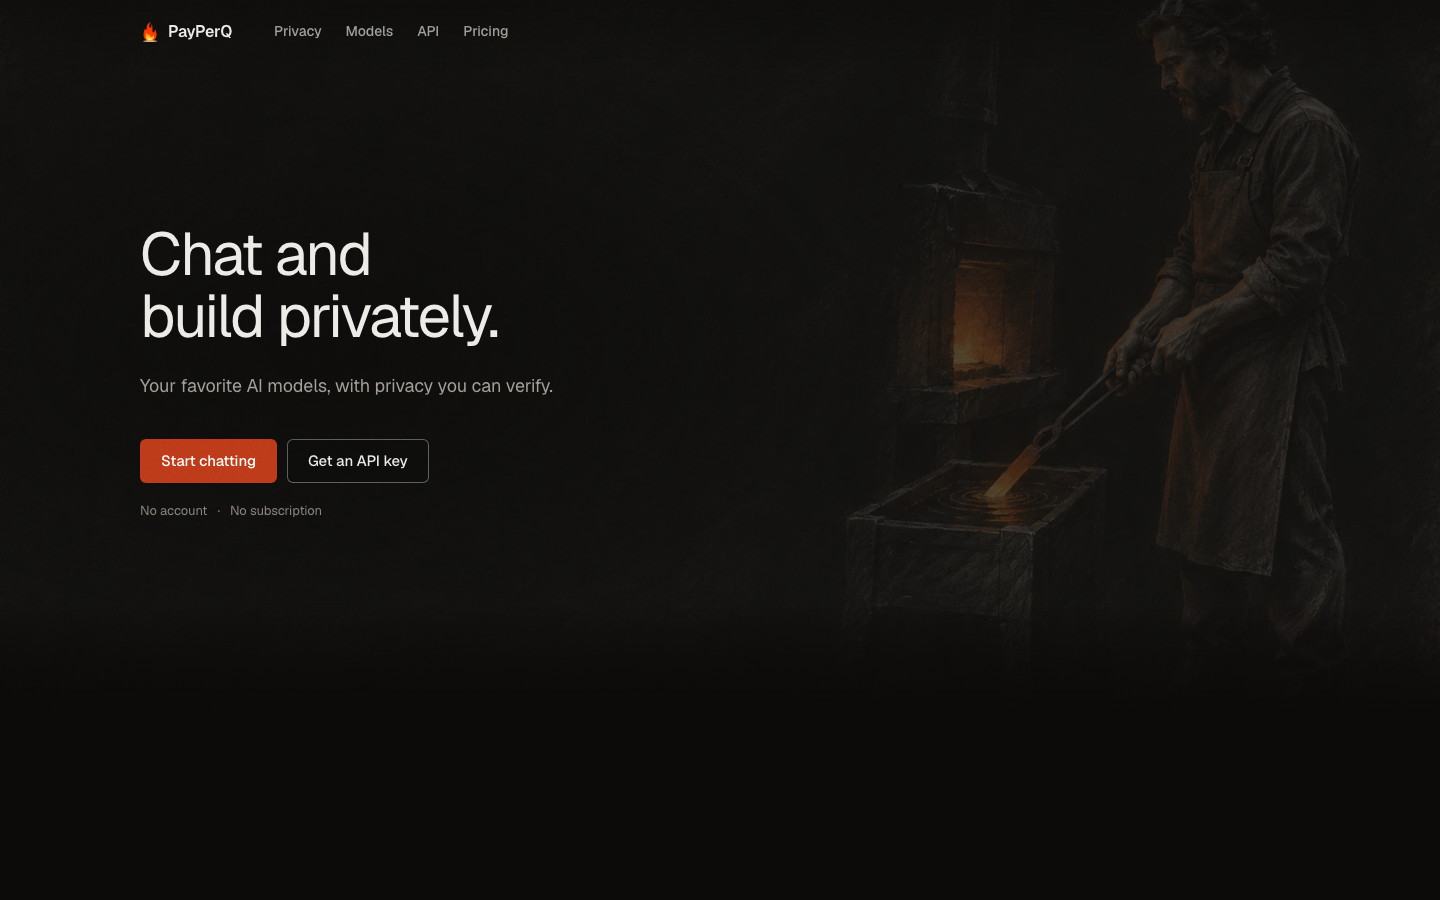 PayPerQ Privacy Models API Pricing
Chat and
build privately.
Your favorite AI models, with privacy you can verify.
Start chatting Get an API key
No account · No subscription